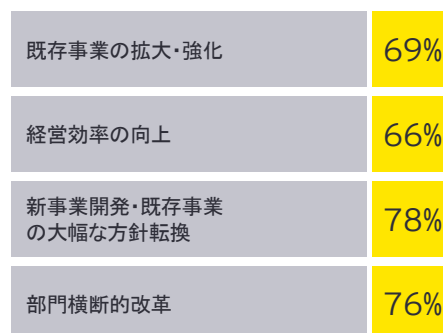 既存事業の拡大・強化 69%
経営効率の向上 66%
新事業開発・既存事業
の大幅な方針転換 78%
部門横断的改革 76%